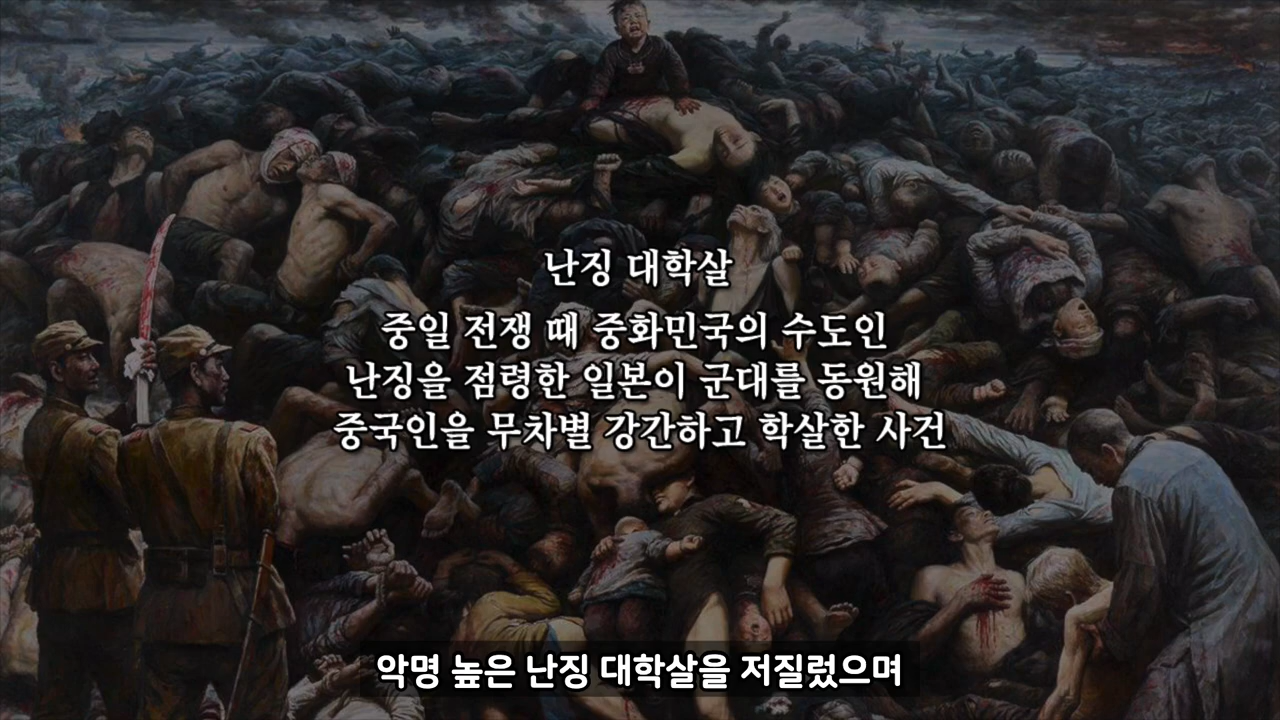 난징 대학살
중일 전쟁 때 중화민국의 수도인
난징을 점령한 일본이 군대를 동원해
중국인을 무차별 강간하고 학살한 사건
악명 높은 난징 대학살을 저질렀으며